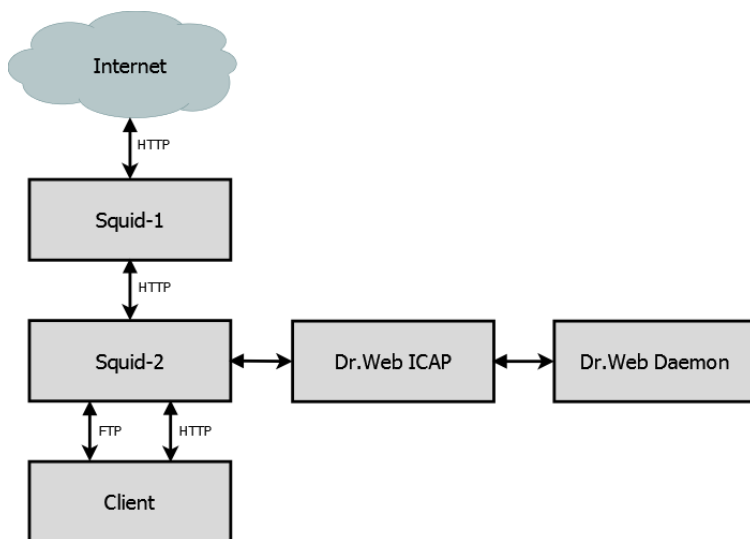 Internet
HTTP
Squid-1
HTTP
Squid-2
Dr.Web ICAP
Dr.Web Daemon
FTP
HTTP
Client